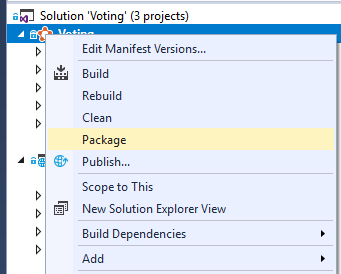 Solution 'Voting' (3 projects)
Voting
Edit Manifest Versions...
Build
Rebuild
Clean
Package
Publish...
Scope to This
New Solution Explorer View
Build Dependencies
Add